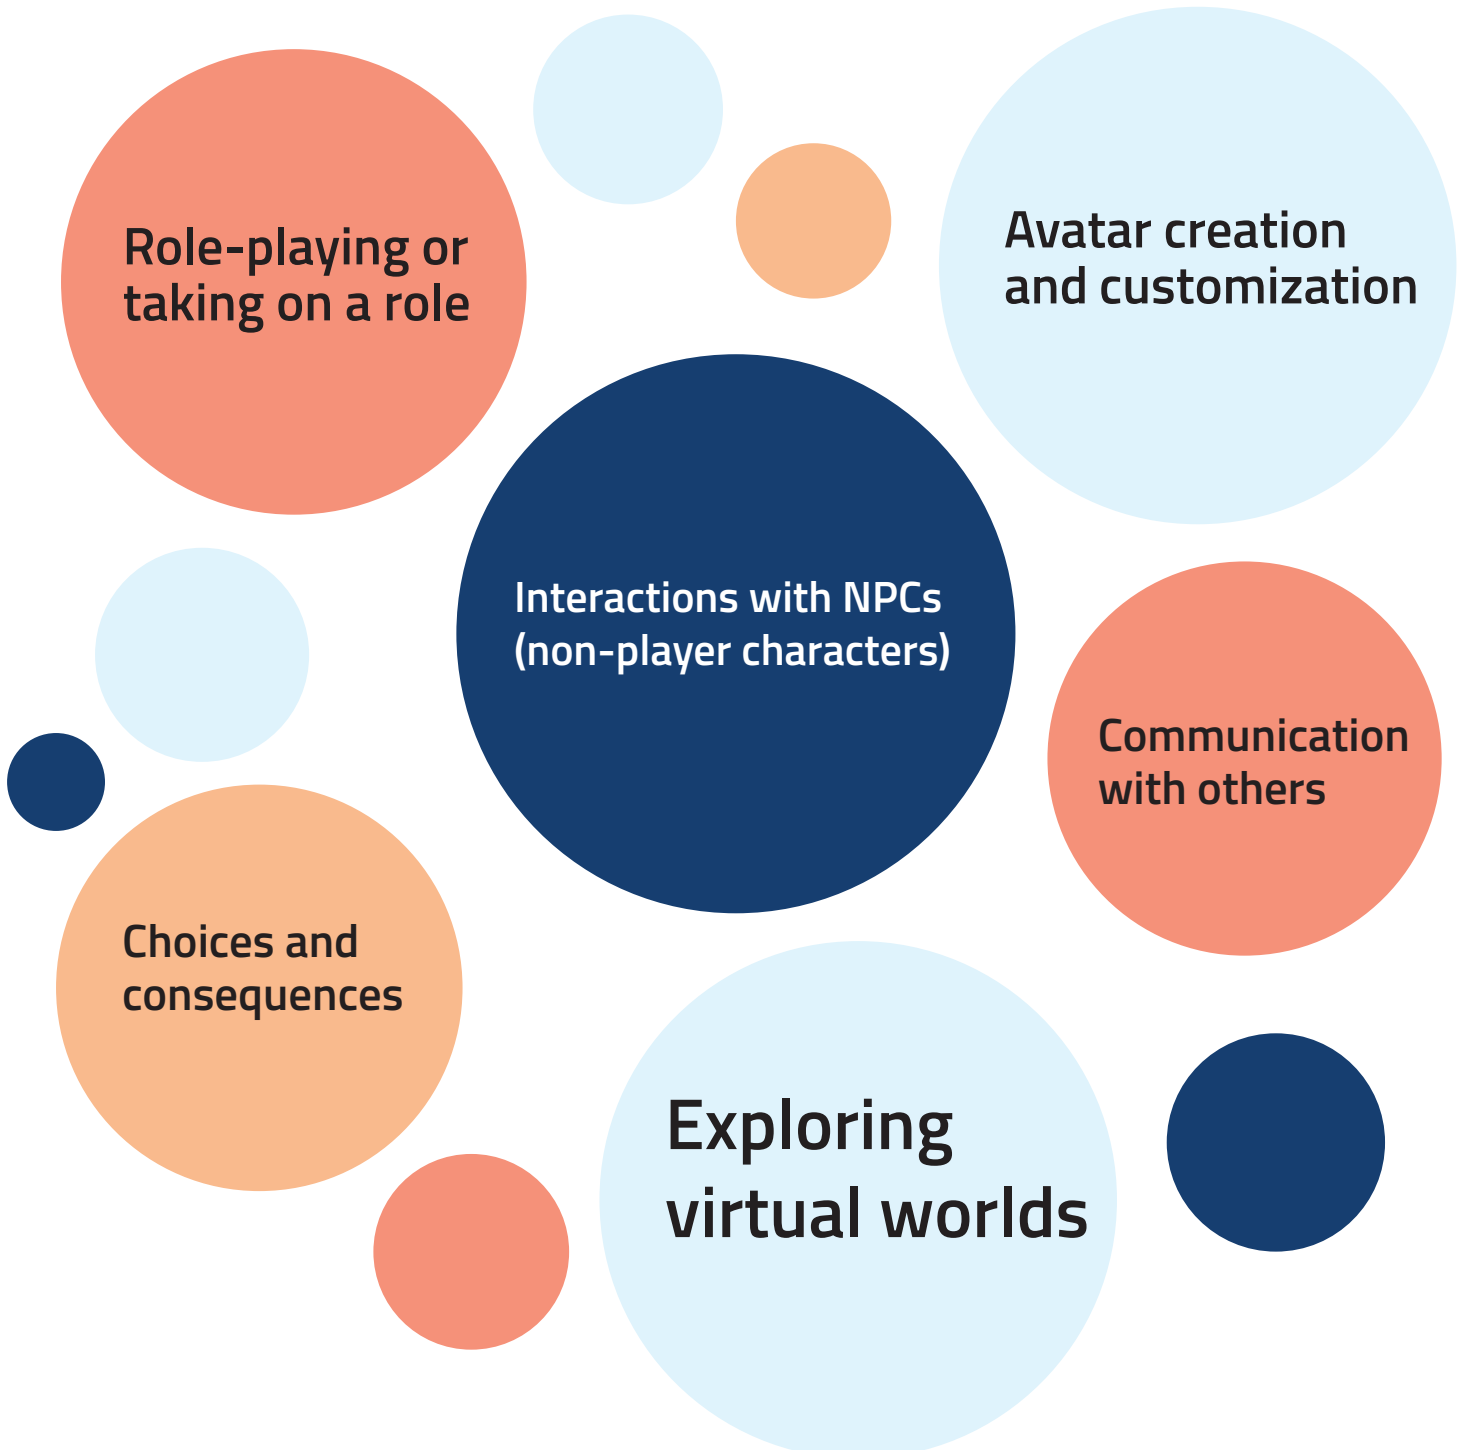 Role-playing or
taking on a role
Avatar creation
and customization
Interactions with NPCs
(non-player characters)
Communication
with others
Choices and
consequences
Exploring
virtual worlds